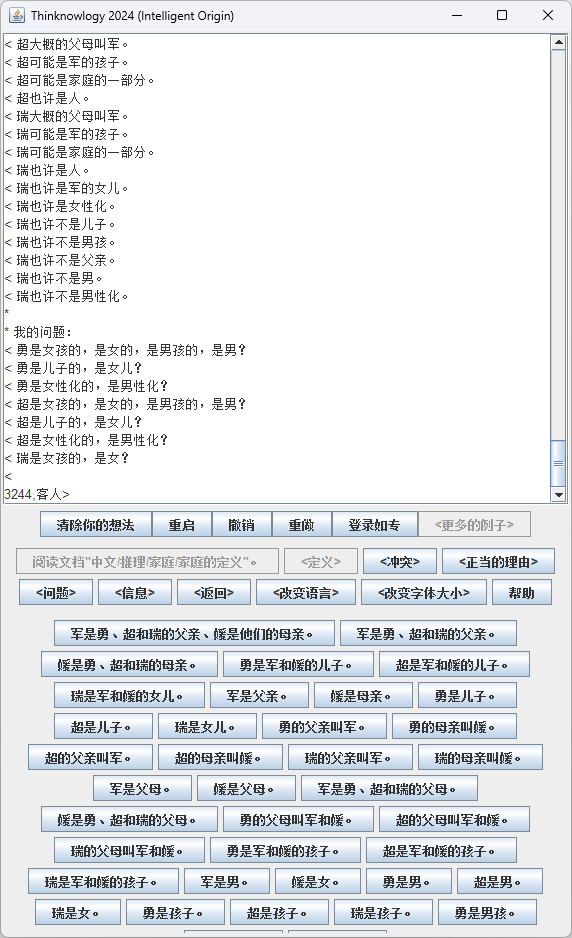 Thinknowlogy 2024 (Intelligent Origin)
< 超大概的父母叫军。
< 超可能是军的孩子。
< 超可能是家庭的一部分。
< 超也许是人。
< 瑞大概的父母叫军。
< 瑞可能是军的孩子。
< 瑞可能是家庭的一部分。
< 瑞也许是人。
< 瑞也许是军的女儿。
< 瑞也许是女性化。
< 瑞也许不是儿子。
< 瑞也许不是男孩。
< 瑞也许不是父亲。
< 瑞也许不是男。
< 瑞也许不是男性化。
*
* 我的问题：
< 勇是女孩的，是女的，是男孩的，是男？
< 勇是儿子的，是女儿？
< 勇是女性化的，是男性化？
< 超是女孩的，是女的，是男孩的，是男？
< 超是儿子的，是女儿？
< 超是女性化的，是男性化？
< 瑞是女孩的，是女？
<
3244,客人>
清除你的想法 重启 撤销 重做 登录如专 <更多的例子>
阅读文档"中文/推理/家庭/家庭的定义"。 <定义> <冲突> <正当的理由>
<问题> <信息> <返回> <改变语言> <改变字体大小> 帮助
军是勇、超和瑞的父亲、媛是他们的母亲。 军是勇、超和瑞的父亲。
媛是勇、超和瑞的母亲。 勇是军和媛的儿子。 超是军和媛的儿子。
瑞是军和媛的女儿。 军是父亲。 媛是母亲。 勇是儿子。
超是儿子。 瑞是女儿。 勇的父亲叫军。 勇的母亲叫媛。
超的父亲叫军。 超的母亲叫媛。 瑞的父亲叫军。 瑞的母亲叫媛。
军是父母。 媛是父母。 军是勇、超和瑞的父母。
媛是勇、超和瑞的父母。 勇的父母叫军和媛。 超的父母叫军和媛。
瑞的父母叫军和媛。 勇是军和媛的孩子。 超是军和媛的孩子。
瑞是军和媛的孩子。 军是男。 媛是女。 勇是男。 超是男。
瑞是女。 勇是孩子。 超是孩子。 瑞是孩子。 勇是男孩。